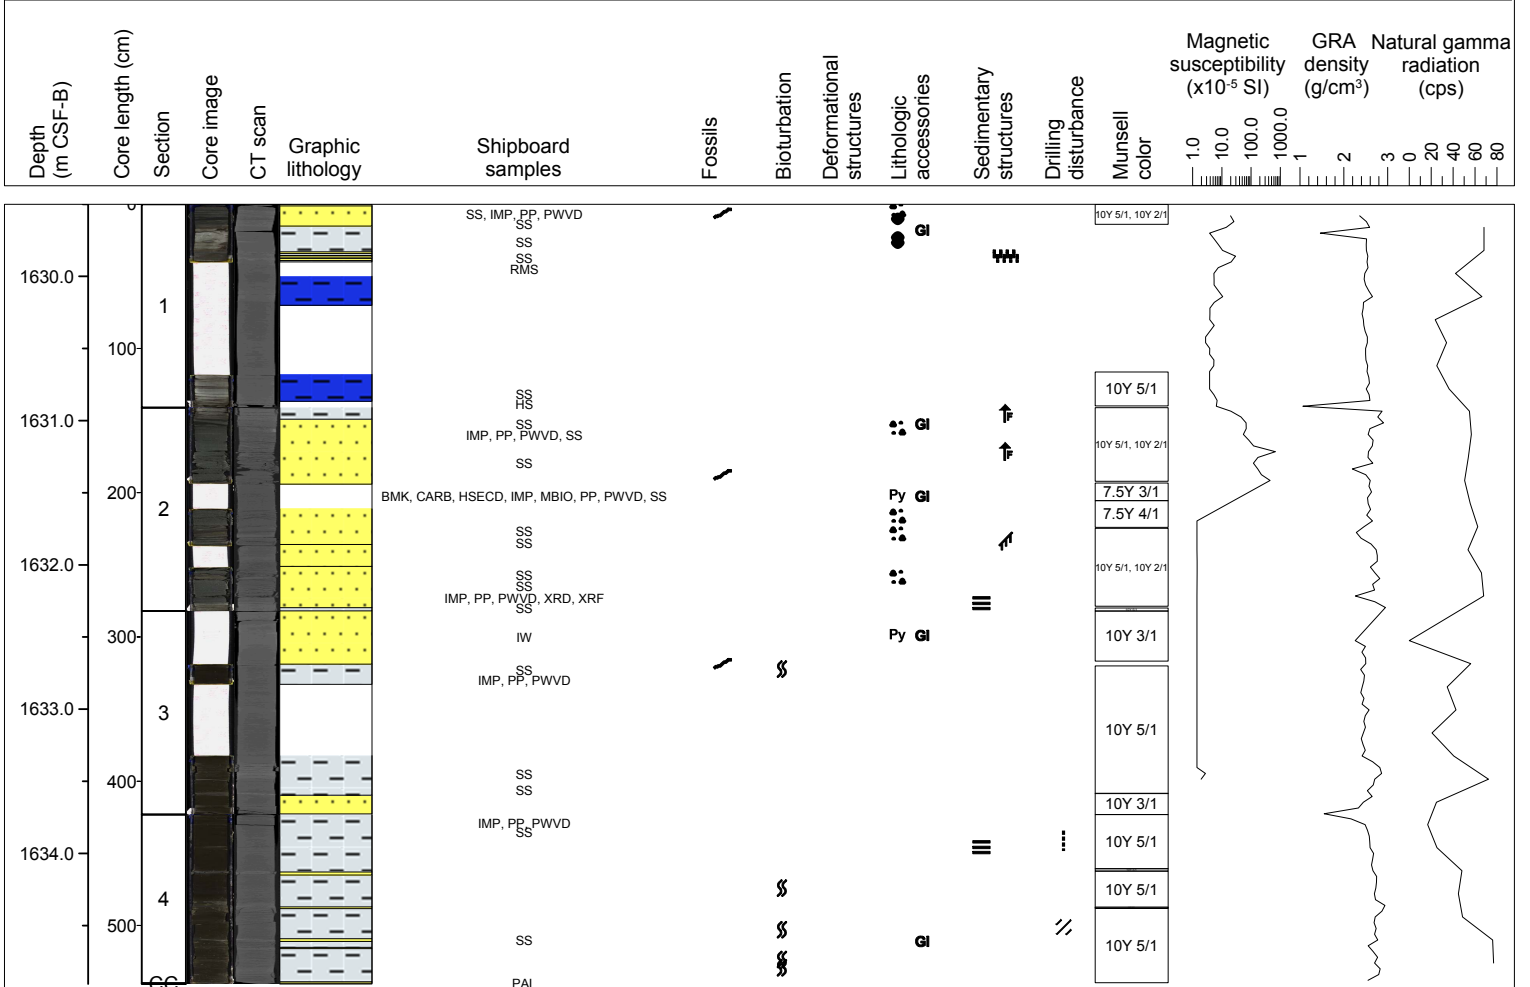 Depth
(m CSF-B)
Core length (cm)
Section
Core image
CT scan
Graphic
lithology
Shipboard
samples
Fossils
Bioturbation
Deformational
structures
Lithologic
accessories
Sedimentary
structures
Drilling
disturbance
Munsell
color
Magnetic
susceptibility
(x10⁻⁵ SI)
GRA
density
(g/cm³)
Natural gamma
radiation
(cps)
1.0 10.0 100.0 1000.0
1 2 3
0 20 40 60 80
0
SS, IMP, PP, PWVD
10Y 5/1, 10Y 2/1
SS
GI
SS
SS
RMS
1630.0
1
100
10Y 5/1
SS
HS
1631.0
SS
GI
IMP, PP, PWVD, SS
F
10Y 5/1, 10Y 2/1
F
SS
200
BMK, CARB, HSECD, IMP, MBIO, PP, PWVD, SS
Py GI
7.5Y 3/1
2
7.5Y 4/1
SS
SS
1632.0
10Y 5/1, 10Y 2/1
SS
SS
IMP, PP, PWVD, XRD, XRF
SS
300
IW
Py GI
10Y 3/1
SS
IMP, PP, PWVD
1633.0
3
10Y 5/1
SS
400
SS
10Y 3/1
IMP, PP, PWVD
SS
10Y 5/1
1634.0
4
10Y 5/1
500
SS
GI
10Y 5/1
CC
PAL